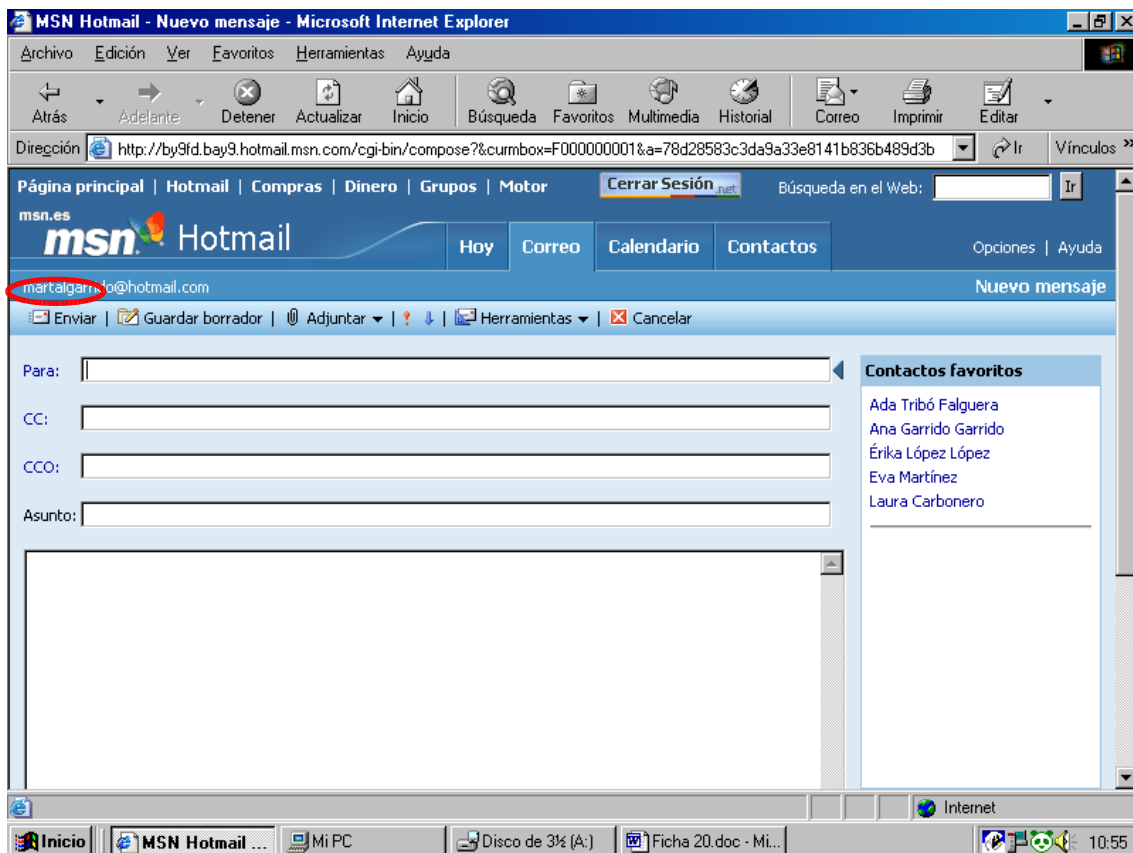 MSN Hotmail - Nuevo mensaje - Microsoft Internet Explorer
Archivo Edición Ver Favoritos Herramientas Ayuda
Atrás Adelante Detener Actualizar Inicio Búsqueda Favoritos Multimedia Historial Correo Imprimir Editar
Dirección http://by9fd.bay9.hotmail.msn.com/cgi-bin/compose?&curmbox=F000000001&a=78d28583c3da9a33e8141b836b489d3b Ir Vínculos »
Página principal | Hotmail | Compras | Dinero | Grupos | Motor Cerrar Sesión .net Búsqueda en el Web: Ir
msn.es
msn Hotmail Hoy Correo Calendario Contactos Opciones | Ayuda
martalgarrido@hotmail.com Nuevo mensaje
Enviar | Guardar borrador | Adjuntar | Herramientas | Cancelar
Para:
CC:
CCO:
Asunto:
Contactos favoritos
Ada Tribó Falguera
Ana Garrido Garrido
Érika López López
Eva Martínez
Laura Carbonero
Internet
Inicio MSN Hotmail ... Mi PC Disco de 3½ (A:) Ficha 20.doc - Mi... 10:55